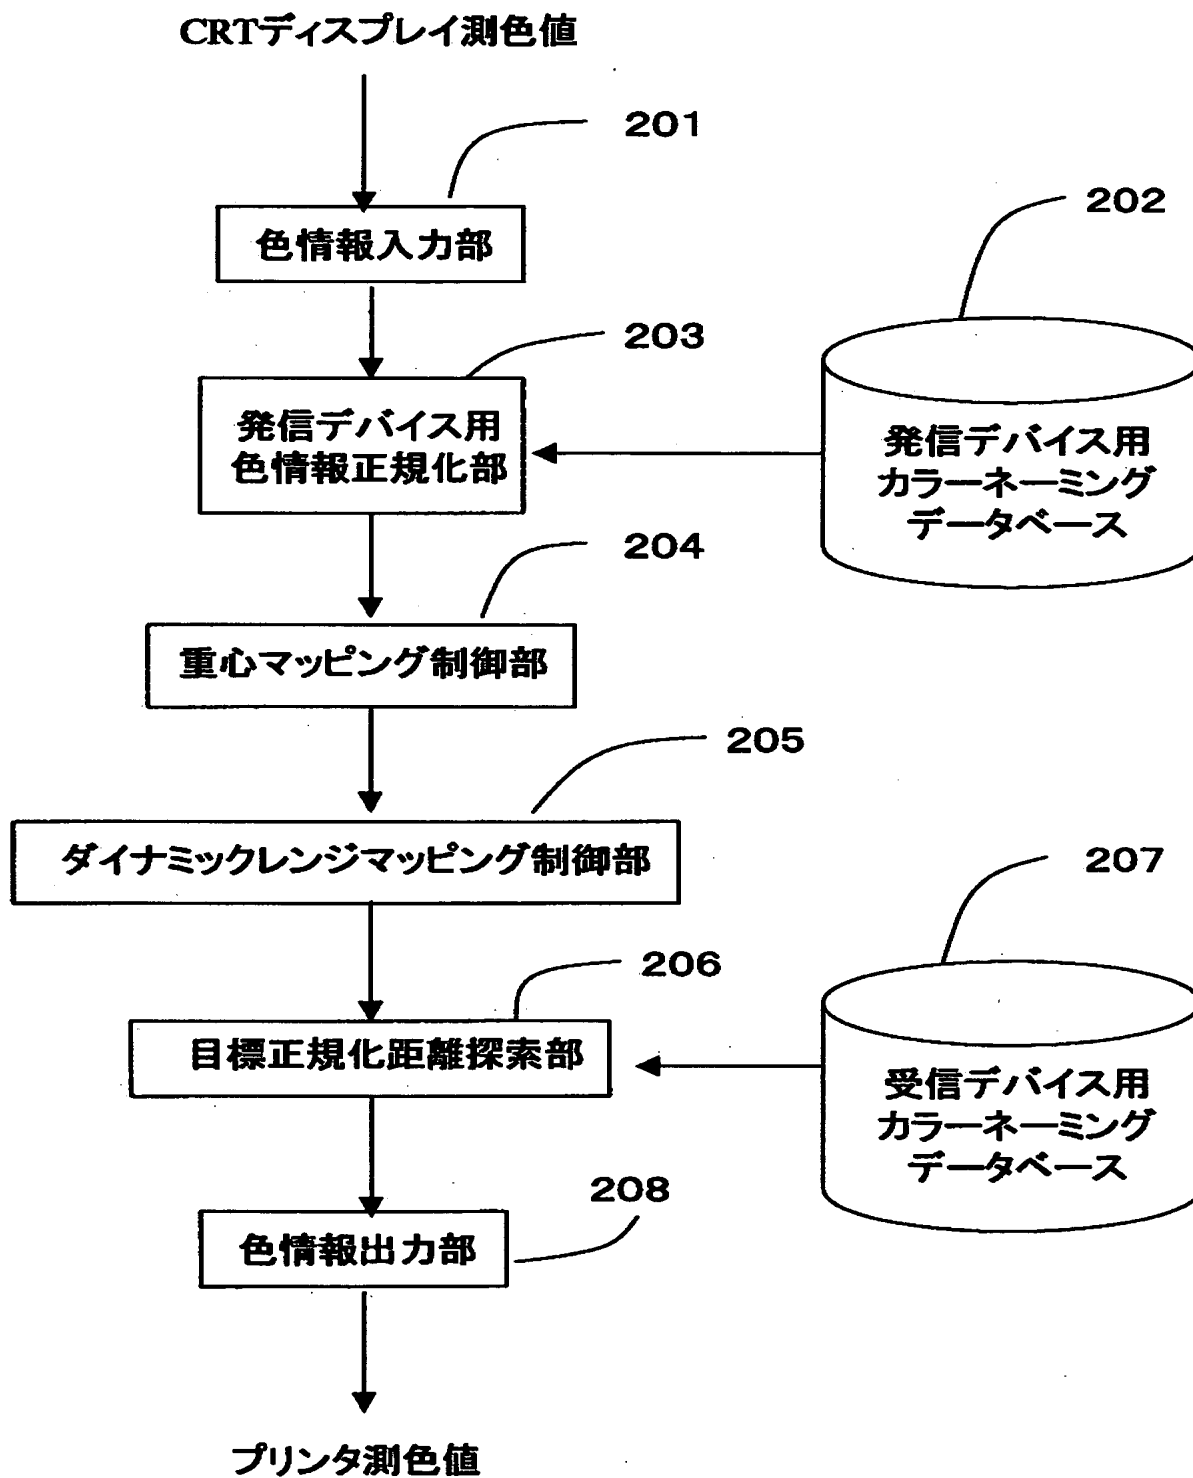 CRTディスプレイ測色値
201
色情報入力部
202
203
発信デバイス用
色情報正規化部
発信デバイス用
カラーネーミング
データベース
204
重心マッピング制御部
205
ダイナミックレンジマッピング制御部
207
206
目標正規化距離探索部
受信デバイス用
カラーネーミング
データベース
208
色情報出力部
プリンタ測色値